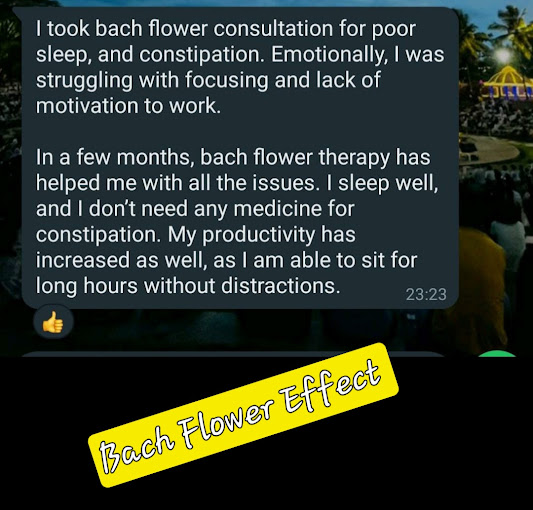 I took bach flower consultation for poor
sleep, and constipation. Emotionally, I was
struggling with focusing and lack of
motivation to work.
In a few months, bach flower therapy has
helped me with all the issues. I sleep well,
and I don’t need any medicine for
constipation. My productivity has
increased as well, as I am able to sit for
long hours without distractions.
23:23
Bach Flower Effect